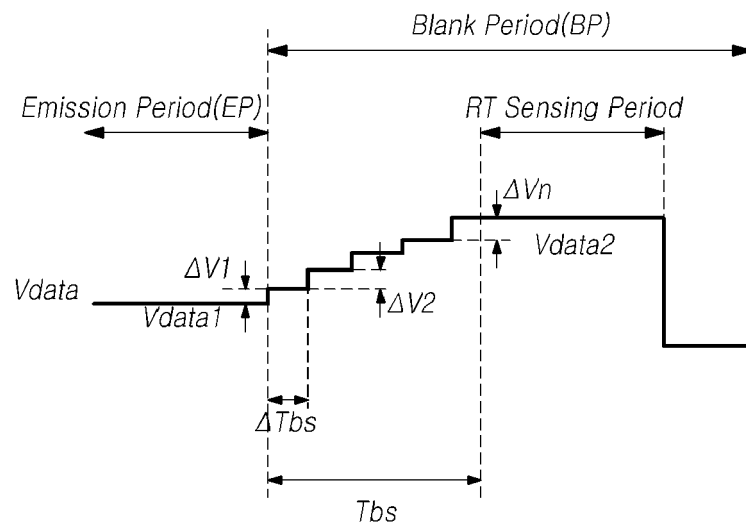 Blank Period(BP)
Emission Period(EP)
RT Sensing Period
ΔVn
ΔV1
Vdata2
Vdata
Vdata1
ΔV2
ΔTbs
Tbs